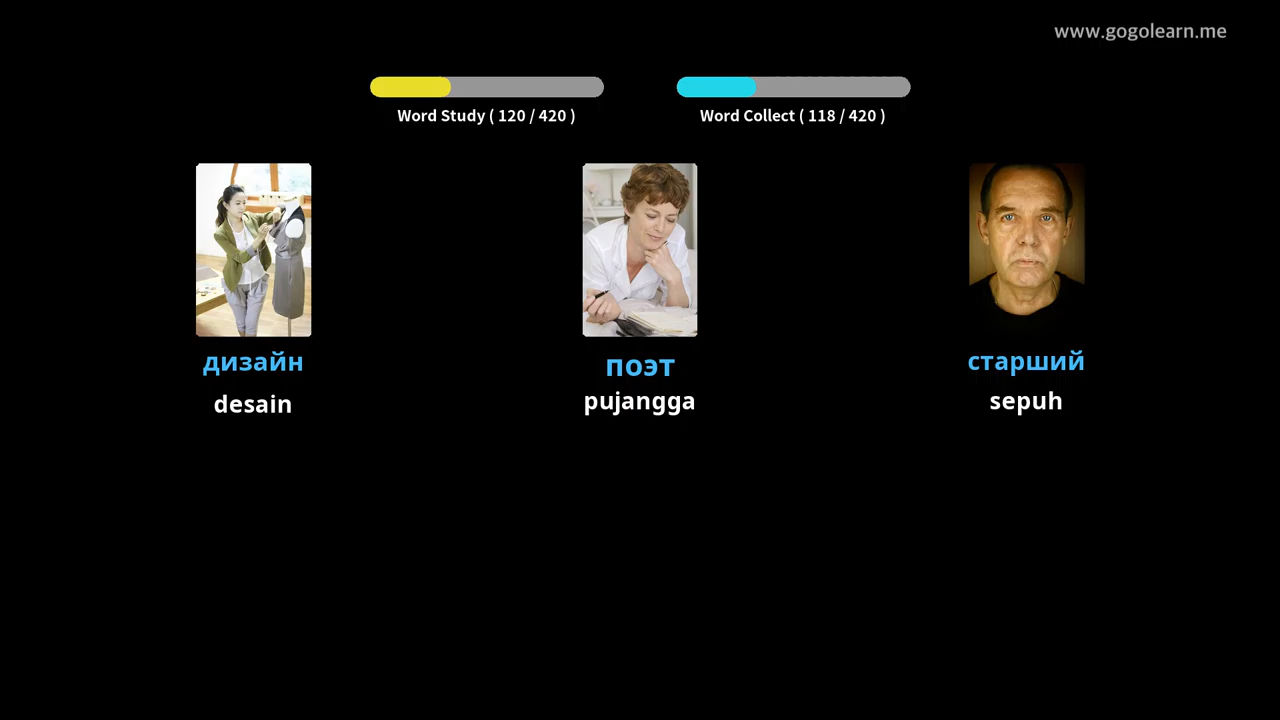 www.gogolearn.me
Word Study ( 120 / 420 )
Word Collect ( 118 / 420 )
дизайн
desain
поэт
pujangga
старший
sepuh